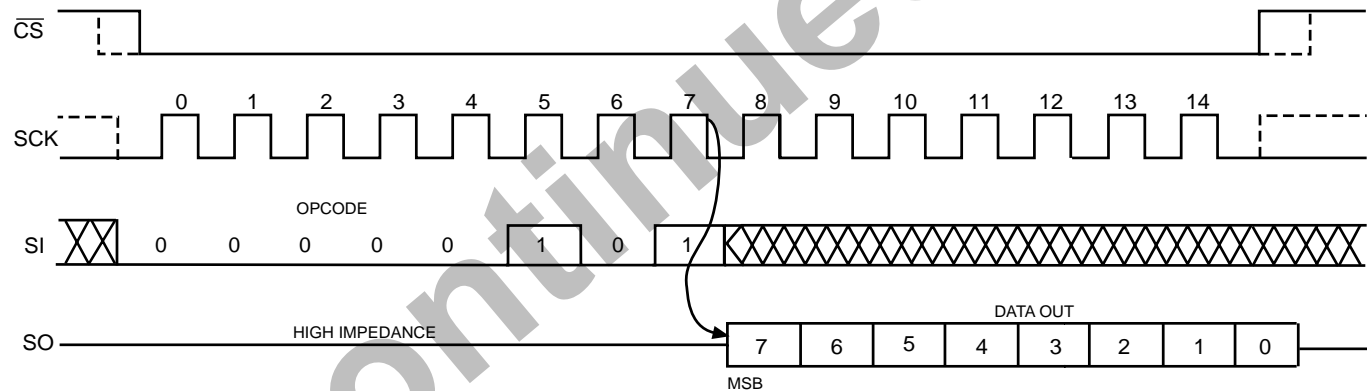 CS
0 1 2 3 4 5 6 7 8 9 10 11 12 13 14
SCK
OPCODE
SI 0 0 0 0 0 1 0 1
HIGH IMPEDANCE
DATA OUT
SO 7 6 5 4 3 2 1 0
MSB
ontinue